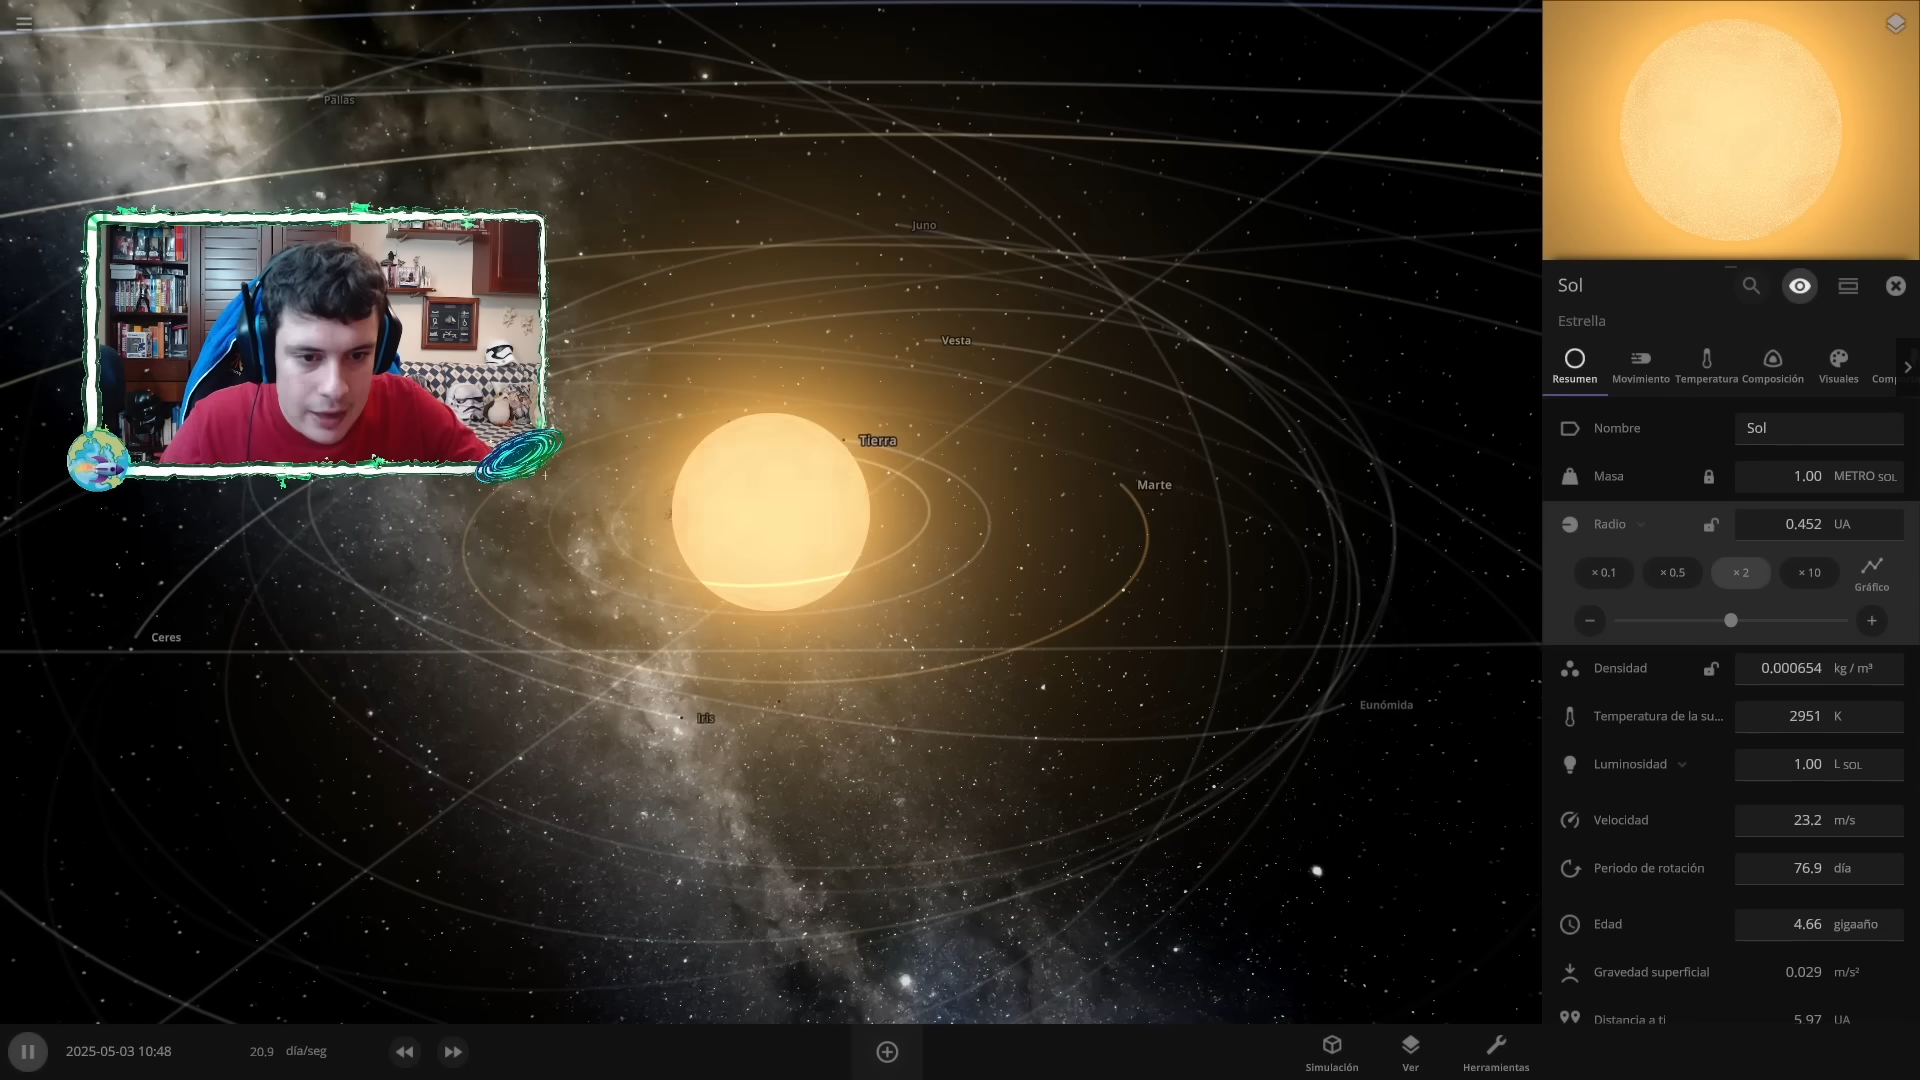 Pallas
Juno
Vesta
Tierra
Marte
Ceres
Iris
Eunómida
Sol
Estrella
Resumen
Movimiento
Temperatura
Composición
Visuales
Nombre
Sol
Masa
1.00 METRO SOL
Radio
0.452 UA
× 0.1
× 0.5
× 2
× 10
Gráfico
Densidad
0.000654 kg / m³
Temperatura de la su...
2951 K
Luminosidad
1.00 L SOL
Velocidad
23.2 m/s
Periodo de rotación
76.9 día
Edad
4.66 gigaaño
Gravedad superficial
0.029 m/s²
Distancia a ti
5.97 UA
2025-05-03 10:48
20.9 día/seg
Simulación
Ver
Herramientas